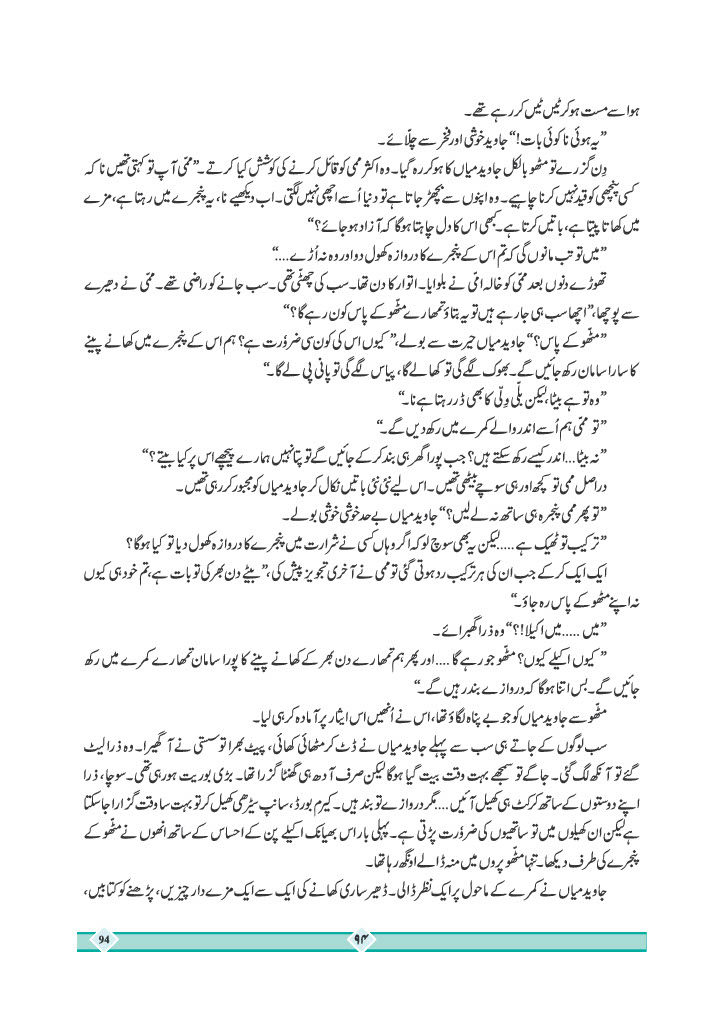 ہوا سے مست ہو کر ٹیں ٹیں کر رہے تھے۔
”یہ ہوئی نا کوئی بات!“ جاوید خوشی اور فخر سے چلّائے۔
دِن گزرے تو مٹھو بالکل جاوید میاں کا ہو کر رہ گیا۔ وہ اکثر ممی کو قائل کرنے کی کوشش کیا کرتے۔ ”ممّی آپ تو کہتی تھیں نا کہ
کسی پنچھی کو قید نہیں کرنا چاہیے۔ وہ اپنوں سے بچھڑ جاتا ہے تو دنیا اُسے اچھی نہیں لگتی۔ اب دیکھیے نا، یہ پنجرے میں رہتا ہے، مزے
میں کھاتا پیتا ہے، باتیں کرتا ہے۔ کبھی اس کا دل چاہتا ہوگا کہ آزاد ہو جائے؟“
”میں تو تب مانوں گی کہ تم اس کے پنجرے کا دروازہ کھول دو اور وہ نہ اُڑے....“
تھوڑے دنوں بعد ممّی کو خالہ امّی نے بلوایا۔ اتوار کا دن تھا۔ سب کی چھٹّی تھی۔ سب جانے کو راضی تھے۔ ممّی نے دھیرے
سے پوچھا، ”اچھا سب ہی جا رہے ہیں تو یہ بتاؤ تمھارے مٹّھو کے پاس کون رہے گا؟“
”مٹّھو کے پاس؟“ جاوید میاں حیرت سے بولے، ”کیوں اس کی کون سی ضرورت ہے؟ ہم اس کے پنجرے میں کھانے پینے
کا سارا سامان رکھ جائیں گے۔ بھوک لگے گی تو کھا لے گا، پیاس لگے گی تو پانی پی لے گا۔“
”وہ تو ہے بیٹا، لیکن بلّی وِلّی کا بھی ڈر رہتا ہے نا۔“
”تو ممّی ہم اُسے اندر والے کمرے میں رکھ دیں گے۔“
”نہ بیٹا... اندر کیسے رکھ سکتے ہیں؟ جب پورا گھر ہی بند کر کے جائیں گے تو پتا نہیں ہمارے پیچھے اس پر کیا بیتے؟“
دراصل ممی تو کچھ اور ہی سوچے بیٹھی تھیں۔ اس لیے نئی نئی باتیں نکال کر جاوید میاں کو مجبور کر رہی تھیں۔
”تو پھر ممی پنجرہ ہی ساتھ نہ لے لیں؟“ جاوید میاں بے حد خوشی خوشی بولے۔
”ترکیب تو ٹھیک ہے..... لیکن یہ بھی سوچ لو کہ اگر وہاں کسی نے شرارت میں پنجرے کا دروازہ کھول دیا تو کیا ہوگا؟
ایک ایک کر کے جب ان کی ہر ترکیب رد ہوتی گئی تو ممی نے آخری تجویز پیش کی، ”بیٹے دن بھر کی تو بات ہے، تم خود ہی کیوں
نہ اپنے مٹھو کے پاس رہ جاؤ۔“
”میں ..... میں اکیلا!؟“ وہ ذرا گھبرائے۔
”کیوں اکیلے کیوں؟ مٹّھو جو رہے گا .... اور پھر ہم تمھارے دن بھر کے کھانے پینے کا پورا سامان تمھارے کمرے میں رکھ
جائیں گے۔ بس اتنا ہوگا کہ دروازے بند رہیں گے۔“
مٹّھو سے جاوید میاں کو جو بے پناہ لگاؤ تھا، اس نے اُنھیں اس ایثار پر آمادہ کر ہی لیا۔
سب لوگوں کے جاتے ہی سب سے پہلے جاوید میاں نے ڈٹ کر مٹھائی کھائی، پیٹ بھرا تو سستی نے آ گھیرا۔ وہ ذرا لیٹ
گئے تو آنکھ لگ گئی۔ جاگے تو سمجھے بہت وقت بیت گیا ہوگا لیکن صرف آدھ ہی گھنٹا گزرا تھا۔ بڑی بوریت ہو رہی تھی۔ سوچا، ذرا
اپنے دوستوں کے ساتھ کرکٹ ہی کھیل آئیں.... مگر دروازے تو بند ہیں۔ کیرم بورڈ، سانپ سیڑھی کھیل کر تو بہت سا وقت گزارا جا سکتا
ہے لیکن ان کھیلوں میں تو ساتھیوں کی ضرورت پڑتی ہے۔ پہلی بار اس بھیانک اکیلے پن کے احساس کے ساتھ انھوں نے مٹّھو کے
پنجرے کی طرف دیکھا۔ تنہا مٹّھو پروں میں منہ ڈالے اونگھ رہا تھا۔
جاوید میاں نے کمرے کے ماحول پر ایک نظر ڈالی۔ ڈھیر ساری کھانے کی ایک سے ایک مزے دار چیزیں، پڑھنے کو کتابیں،
94 ۹۴